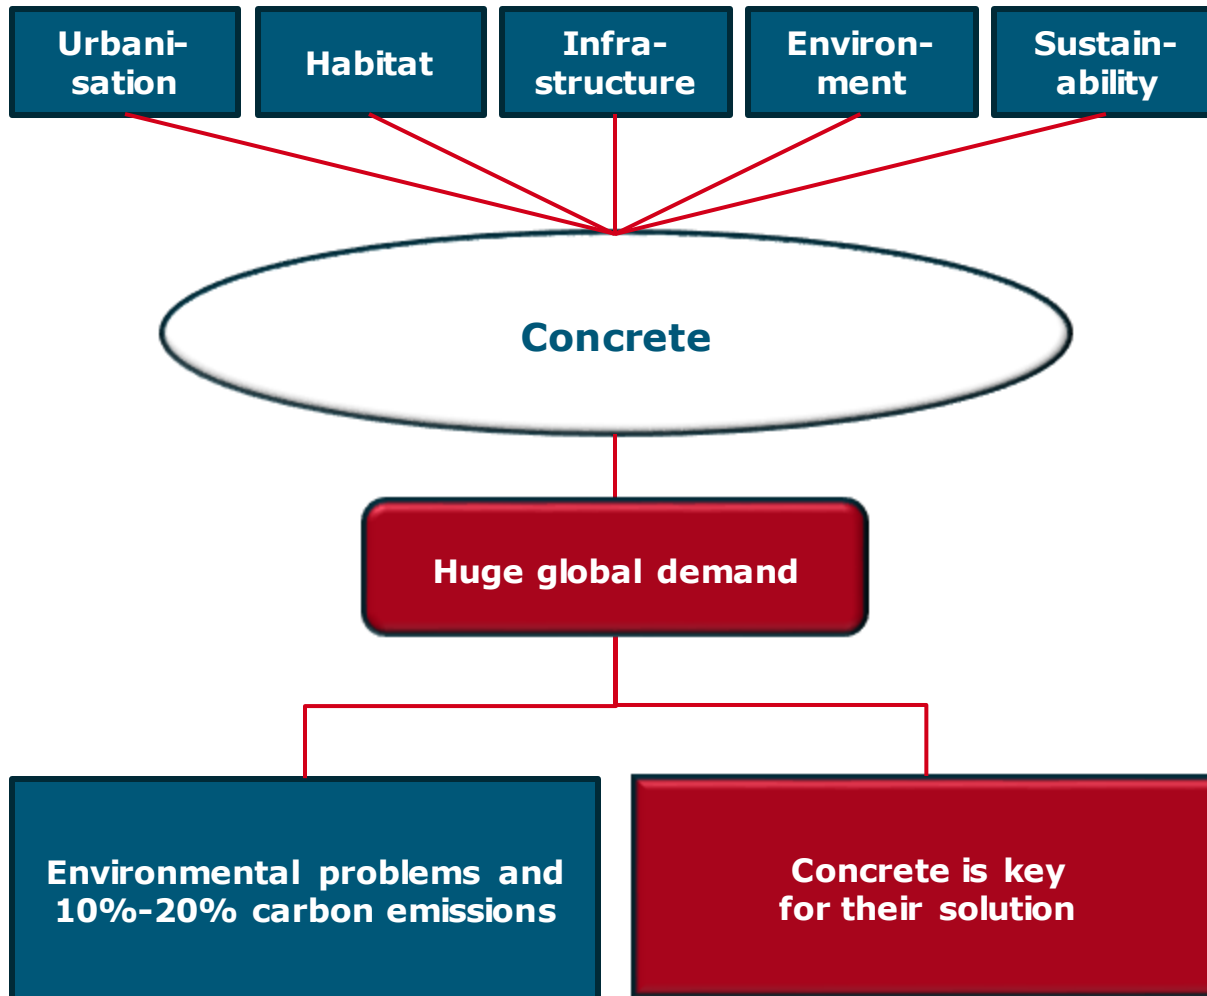 Urbani-
sation
Habitat
Infra-
structure
Environ-
ment
Sustain-
ability
Concrete
Huge global demand
Environmental problems and
10%-20% carbon emissions
Concrete is key
for their solution